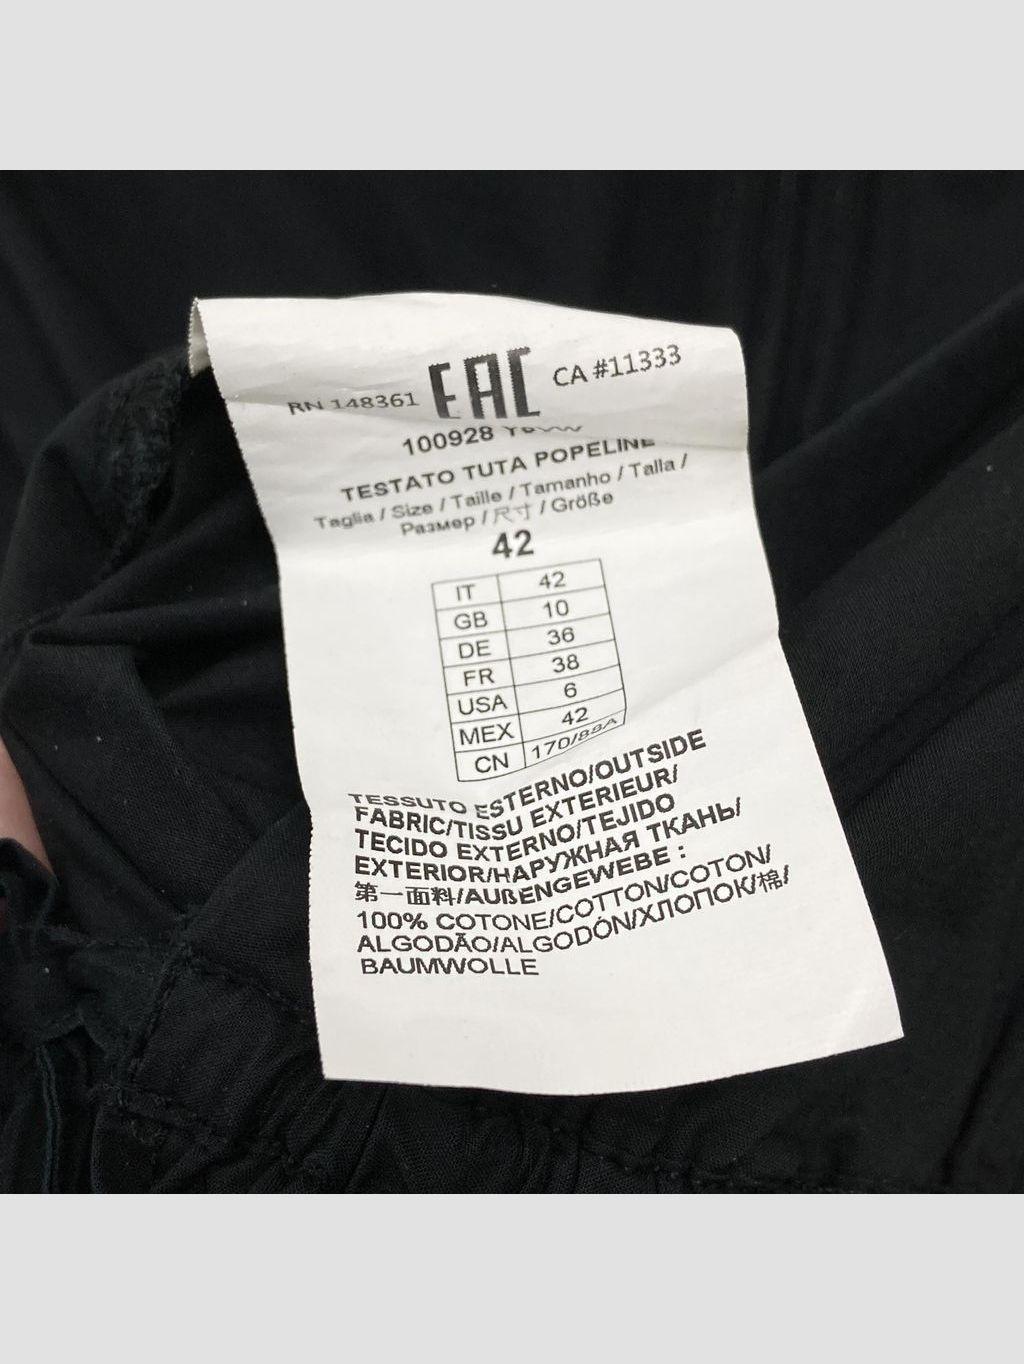 RN 148361 EAC CA #11333
100928
TESTATO TUTA POPELINE
Taglia / Size / Taille / Tamanho / Talla /
Размер / 尺寸 / Größe
42
IT 42
GB 10
DE 36
FR 38
USA 6
MEX 42
CN 170/88A
TESSUTO ESTERNO/OUTSIDE
FABRIC/TISSU EXTERIEUR/
TECIDO EXTERNO/TEJIDO
EXTERIOR/НАРУЖНАЯ ТКАНЬ/
第一面料/AUßENGEWEBE :
100% COTONE/COTTON/COTON/
ALGODÃO/ALGODÓN/ХЛОПОК/棉/
BAUMWOLLE